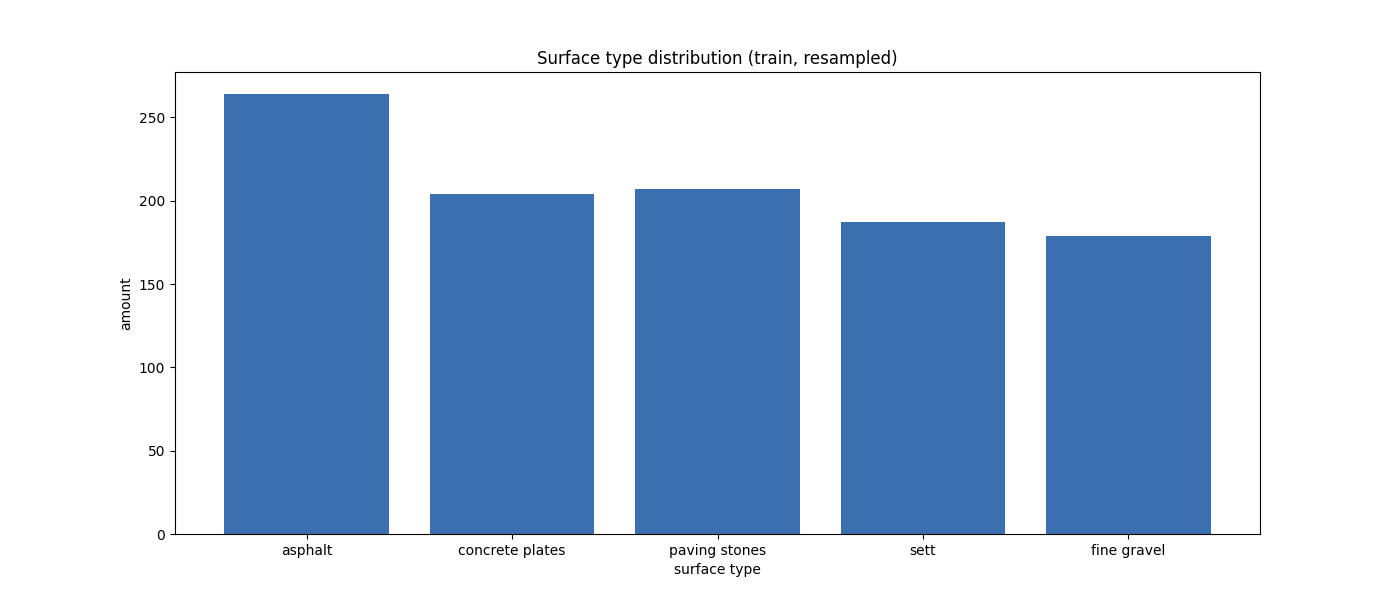 Surface type distribution (train, resampled)
250
200
150
100
50
0
amount
asphalt concrete plates paving stones sett fine gravel
surface type